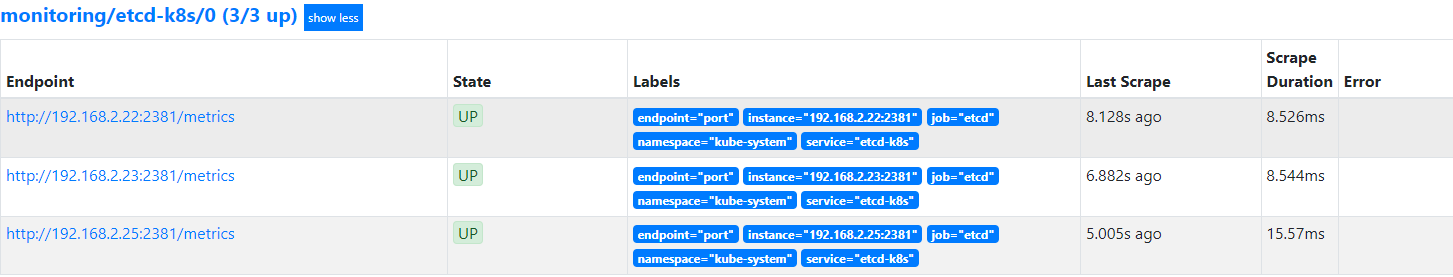 monitoring/etcd-k8s/0 (3/3 up) show less
Endpoint State Labels Last Scrape Scrape Duration Error
http://192.168.2.22:2381/metrics UP endpoint="port" instance="192.168.2.22:2381" job="etcd" 8.128s ago 8.526ms
namespace="kube-system" service="etcd-k8s"
http://192.168.2.23:2381/metrics UP endpoint="port" instance="192.168.2.23:2381" job="etcd" 6.882s ago 8.544ms
namespace="kube-system" service="etcd-k8s"
http://192.168.2.25:2381/metrics UP endpoint="port" instance="192.168.2.25:2381" job="etcd" 5.005s ago 15.57ms
namespace="kube-system" service="etcd-k8s"